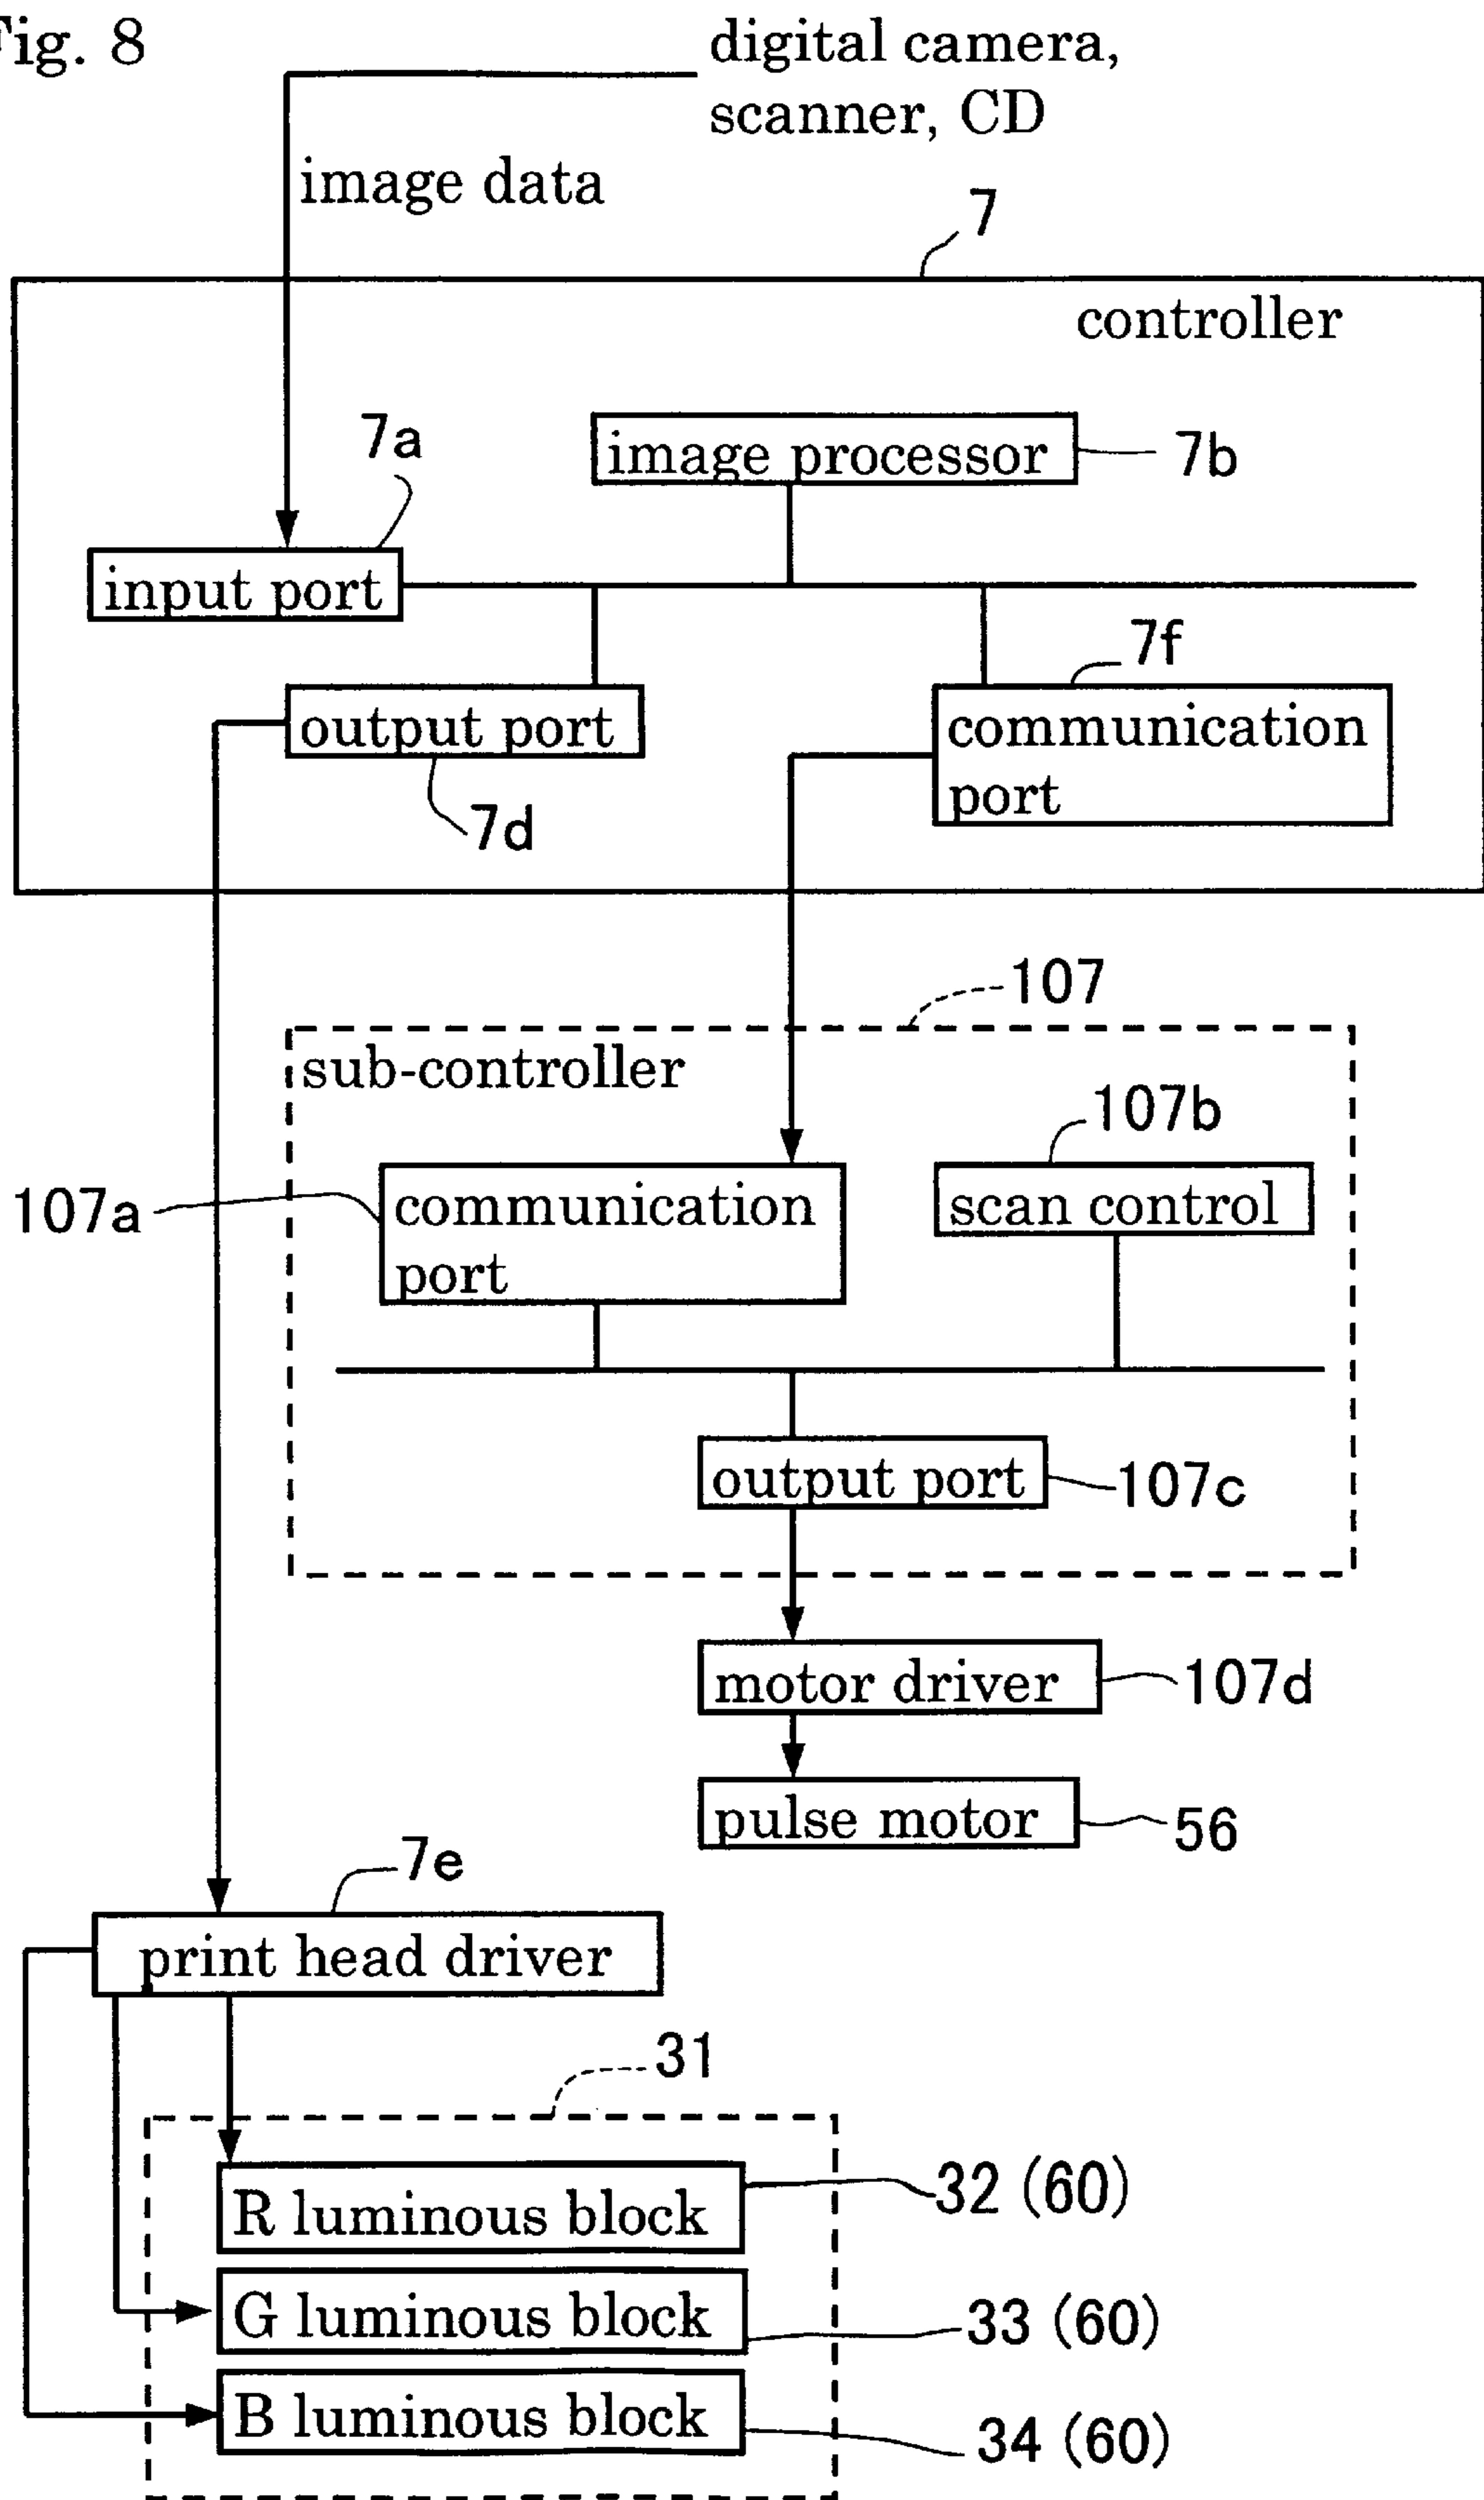 Fig. 8
digital camera,
scanner, CD
image data
7
controller
7a
image processor
7b
input port
7f
output port
communication
port
7d
107
sub-controller
107b
107a
communication
port
scan control
output port
107c
motor driver
107d
pulse motor
56
7e
print head driver
31
R luminous block
32 (60)
G luminous block
33 (60)
B luminous block
34 (60)